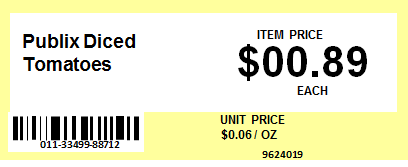 Publix Diced
Tomatoes
ITEM PRICE
$00.89
EACH
011-33499-88712
UNIT PRICE
$0.06 / OZ
9624019